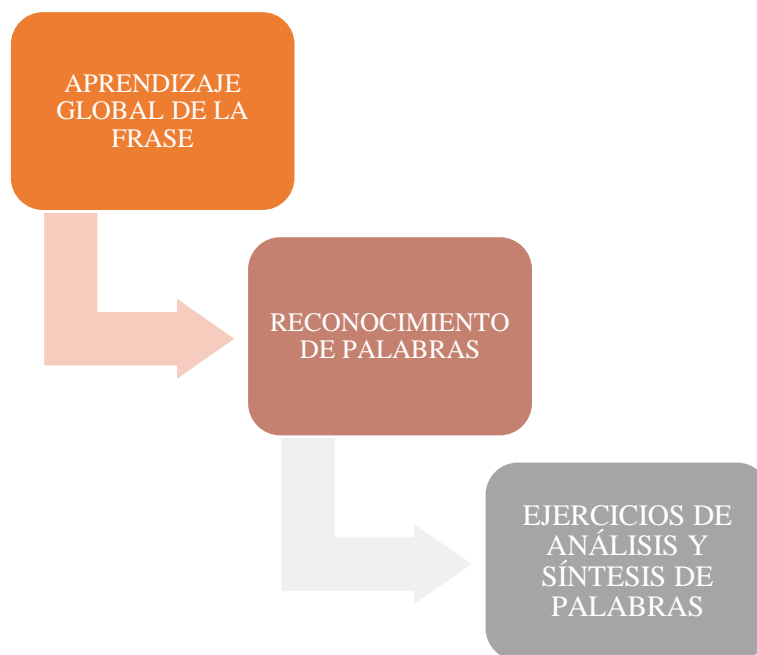 APRENDIZAJE
GLOBAL DE LA
FRASE
RECONOCIMIENTO
DE PALABRAS
EJERCICIOS DE
ANÁLISIS Y
SÍNTESIS DE
PALABRAS